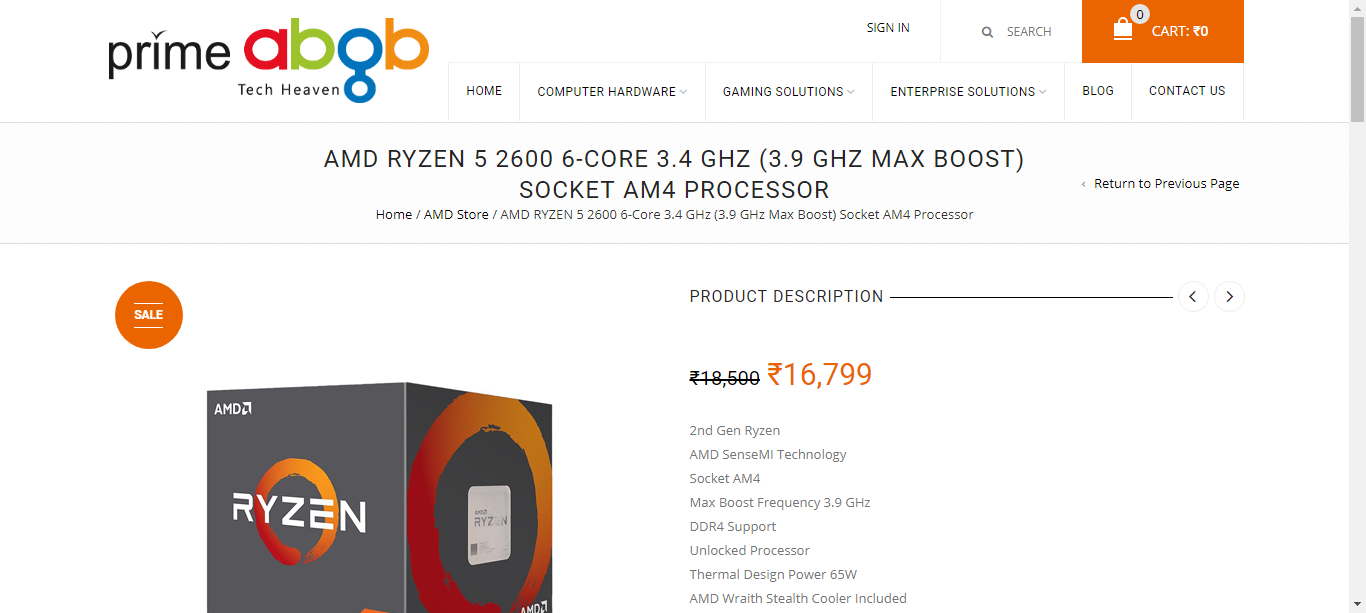 prime abgb
Tech Heaven
SIGN IN
SEARCH
0
CART: ₹0
HOME
COMPUTER HARDWARE
GAMING SOLUTIONS
ENTERPRISE SOLUTIONS
BLOG
CONTACT US
AMD RYZEN 5 2600 6-CORE 3.4 GHZ (3.9 GHZ MAX BOOST)
SOCKET AM4 PROCESSOR
Home / AMD Store / AMD RYZEN 5 2600 6-Core 3.4 GHz (3.9 GHz Max Boost) Socket AM4 Processor
‹ Return to Previous Page
SALE
AMD
RYZEN
AMD
RYZEN
AMD
PRODUCT DESCRIPTION
₹18,500 ₹16,799
2nd Gen Ryzen
AMD SenseMI Technology
Socket AM4
Max Boost Frequency 3.9 GHz
DDR4 Support
Unlocked Processor
Thermal Design Power 65W
AMD Wraith Stealth Cooler Included